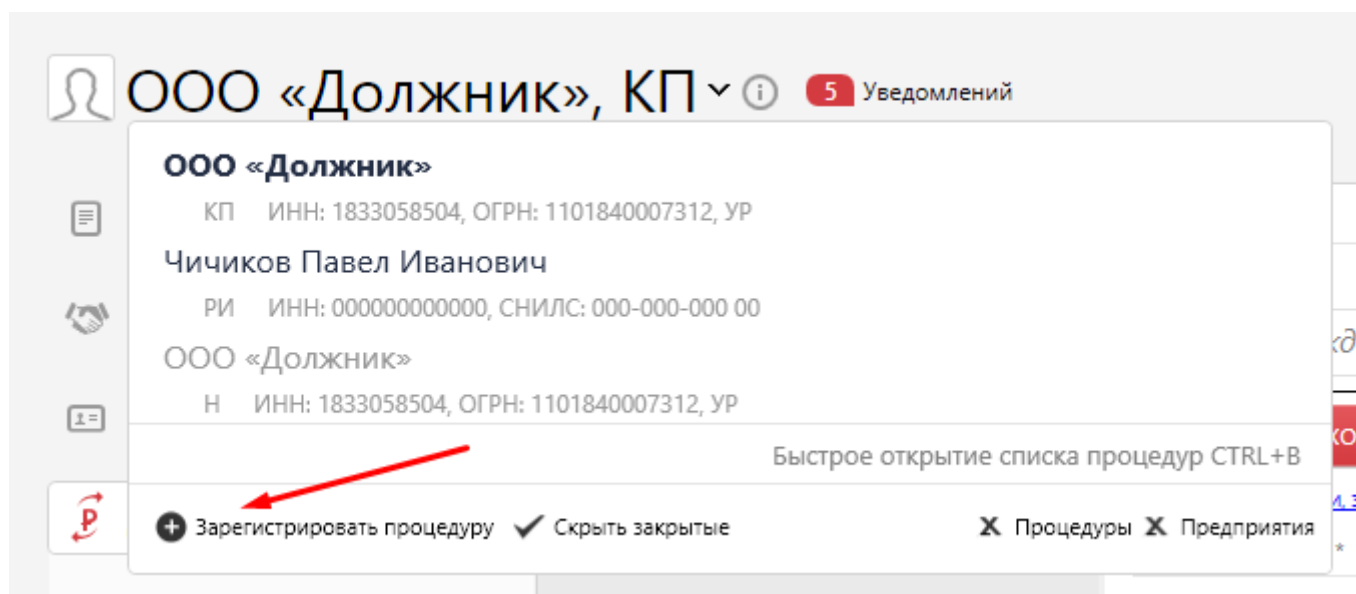 ООО «Должник», КП
5 Уведомлений
ООО «Должник»
КП ИНН: 1833058504, ОГРН: 1101840007312, УР
Чичиков Павел Иванович
РИ ИНН: 000000000000, СНИЛС: 000-000-000 00
ООО «Должник»
Н ИНН: 1833058504, ОГРН: 1101840007312, УР
Быстрое открытие списка процедур CTRL+B
Зарегистрировать процедуру Скрыть закрытые Процедуры Предприятия
*